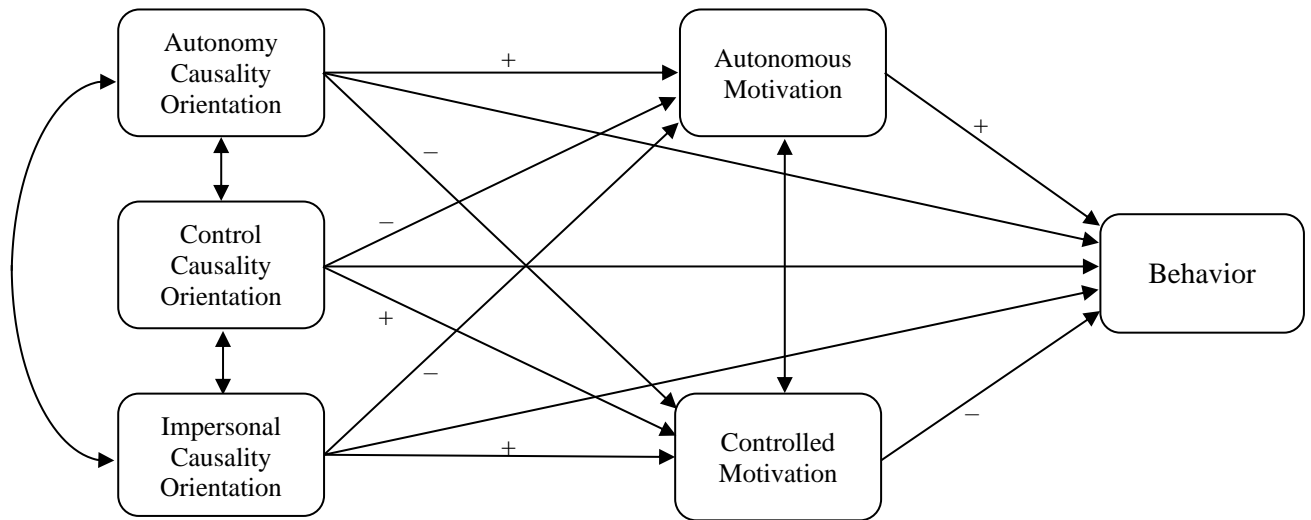 Autonomy
Causality
Orientation
+
Autonomous
Motivation
+
–
Control
Causality
Orientation
–
Behavior
+
–
Impersonal
Causality
Orientation
+
Controlled
Motivation
–